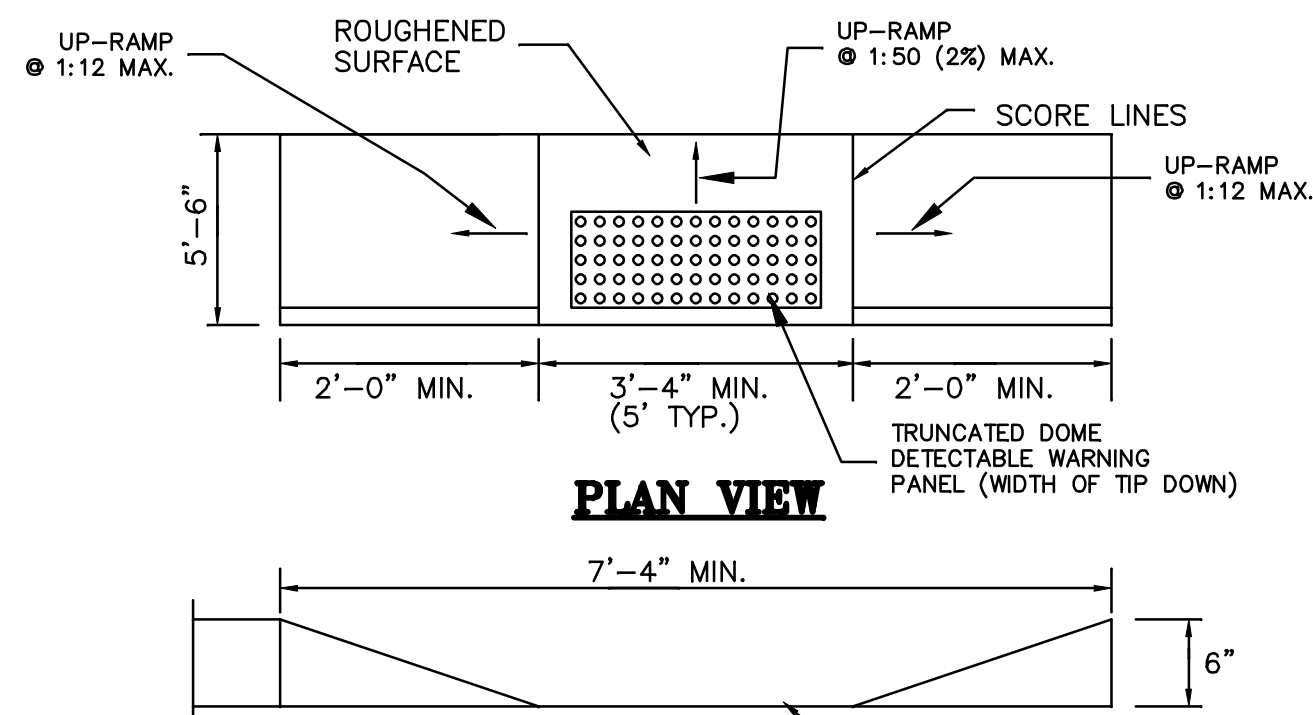 UP-RAMP
@ 1:12 MAX.
ROUGHENED
SURFACE
UP-RAMP
@ 1:50 (2%) MAX.
SCORE LINES
UP-RAMP
@ 1:12 MAX.
5'-6"
2'-0" MIN.
3'-4" MIN.
(5' TYP.)
2'-0" MIN.
TRUNCATED DOME
DETECTABLE WARNING
PANEL (WIDTH OF TIP DOWN)
PLAN VIEW
7'-4" MIN.
6"